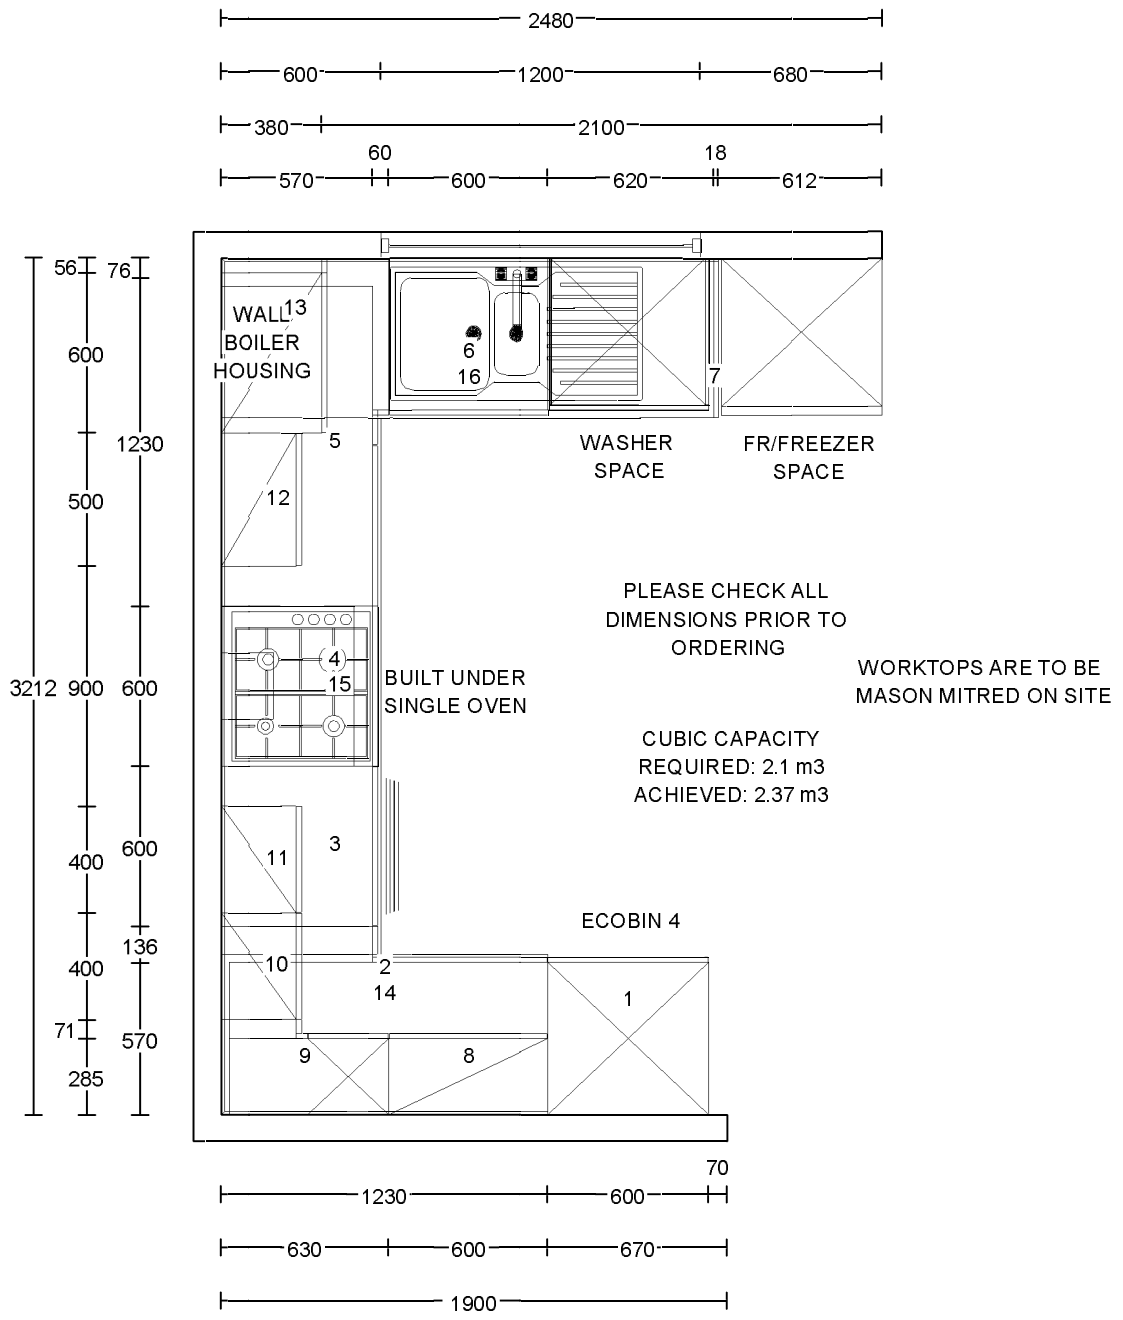 2480
600 1200 680
380 2100
60 18
570 600 620 612
56 76
WALL 13
BOILER
HOUSING
600
6
16
7
1230
5
WASHER
SPACE
FR/FREEZER
SPACE
500
12
PLEASE CHECK ALL
DIMENSIONS PRIOR TO
ORDERING
4
15
BUILT UNDER
SINGLE OVEN
WORKTOPS ARE TO BE
MASON MITRED ON SITE
3212 900 600
CUBIC CAPACITY
REQUIRED: 2.1 m3
ACHIEVED: 2.37 m3
3
600
400
11
ECOBIN 4
136
400
10
2
14
1
71
570
9
8
285
70
1230 600
630 600 670
1900